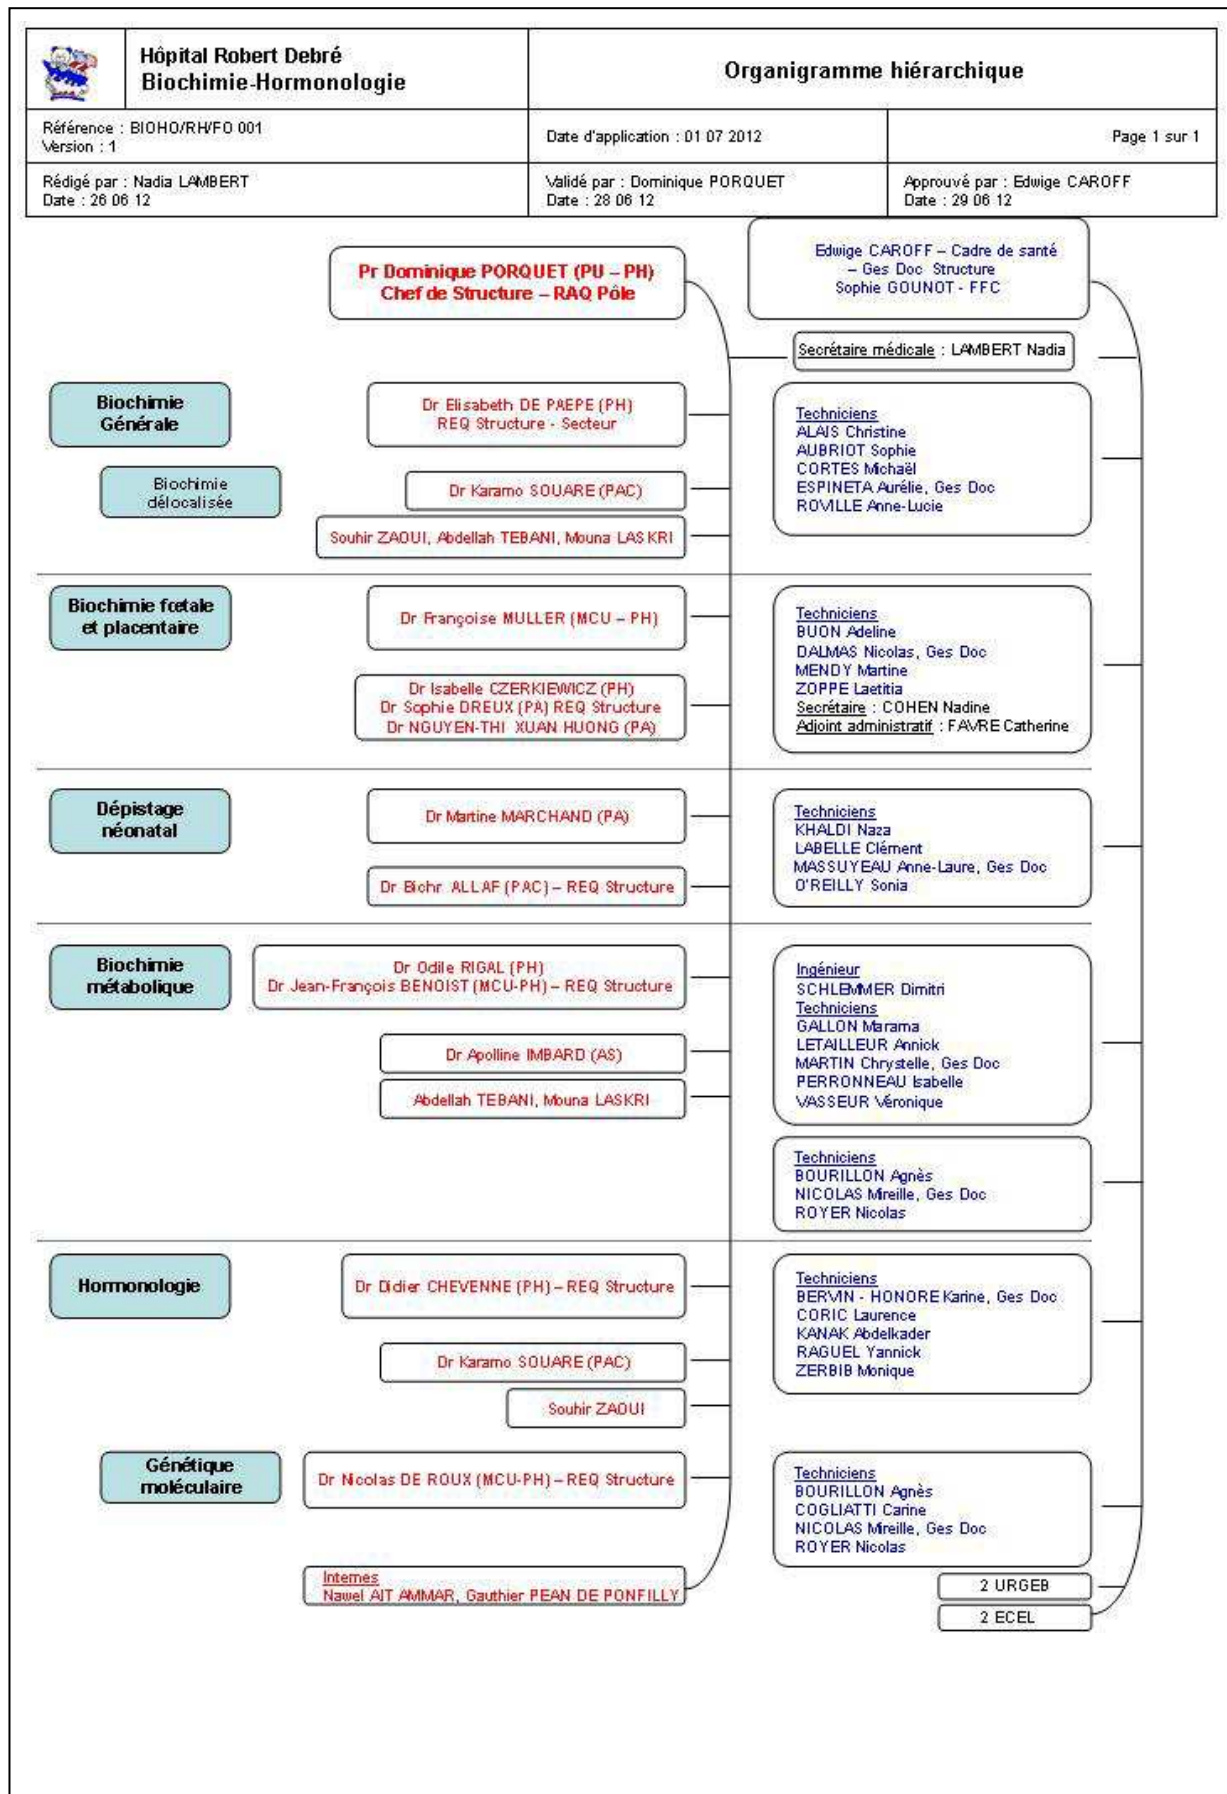 Hôpital Robert Debré
Biochimie-Hormonologie
Organigramme hiérarchique
Référence : BIOHO/RH/FO 001
Version : 1
Date d'application : 01 07 2012
Page 1 sur 1
Rédigé par : Nadia LAMBERT
Date : 26 06 12
Validé par : Dominique PORQUET
Date : 28 06 12
Approuvé par : Edwige CAROFF
Date : 29 06 12
Pr Dominique PORQUET (PU – PH)
Chef de Structure – RAQ Pôle
Edwige CAROFF – Cadre de santé
– Ges Doc Structure
Sophie GOUNOT - FFC
Secrétaire médicale : LAMBERT Nadia
Biochimie
Générale
Dr Elisabeth DE PAEPE (PH)
REQ Structure - Secteur
Biochimie
délocalisée
Dr Karamo SOUARE (PAC)
Souhir ZAOUI, Abdellah TEBANI, Mouna LASKRI
Techniciens
ALAIS Christine
AUBRIOT Sophie
CORTES Michaël
ESPINETA Aurélie, Ges Doc
ROVILLE Anne-Lucie
Biochimie fœtale
et placentaire
Dr Françoise MULLER (MCU – PH)
Dr Isabelle CZERKIEWICZ (PH)
Dr Sophie DREUX (PA) REQ Structure
Dr NGUYEN-THI XUAN HUONG (PA)
Techniciens
BUON Adeline
DALMAS Nicolas, Ges Doc
MENDY Martine
ZOPPE Laetitia
Secrétaire : COHEN Nadine
Adjoint administratif : FAVRE Catherine
Dépistage
néonatal
Dr Martine MARCHAND (PA)
Dr Bichr ALLAF (PAC) – REQ Structure
Techniciens
KHALDI Naza
LABELLE Clément
MASSUYEAU Anne-Laure, Ges Doc
O'REILLY Sonia
Biochimie
métabolique
Dr Odile RIGAL (PH)
Dr Jean-François BENOIST (MCU-PH) – REQ Structure
Dr Apolline IMBARD (AS)
Abdellah TEBANI, Mouna LASKRI
Ingénieur
SCHLEMMER Dimitri
Techniciens
GALLON Marama
LETAILLEUR Annick
MARTIN Chrystelle, Ges Doc
PERRONNEAU Isabelle
VASSEUR Véronique
Techniciens
BOURILLON Agnès
NICOLAS Mireille, Ges Doc
ROYER Nicolas
Hormonologie
Dr Didier CHEVENNE (PH) – REQ Structure
Dr Karamo SOUARE (PAC)
Souhir ZAOUI
Techniciens
BERVIN - HONORE Karine, Ges Doc
CORIC Laurence
KANAK Abdelkader
RAGUEL Yannick
ZERBIB Monique
Génétique
moléculaire
Dr Nicolas DE ROUX (MCU-PH) – REQ Structure
Techniciens
BOURILLON Agnès
COGLIATTI Carine
NICOLAS Mireille, Ges Doc
ROYER Nicolas
Internes
Nawel AIT AMMAR, Gauthier PEAN DE PONFILLY
2 URGEB
2 ECEL